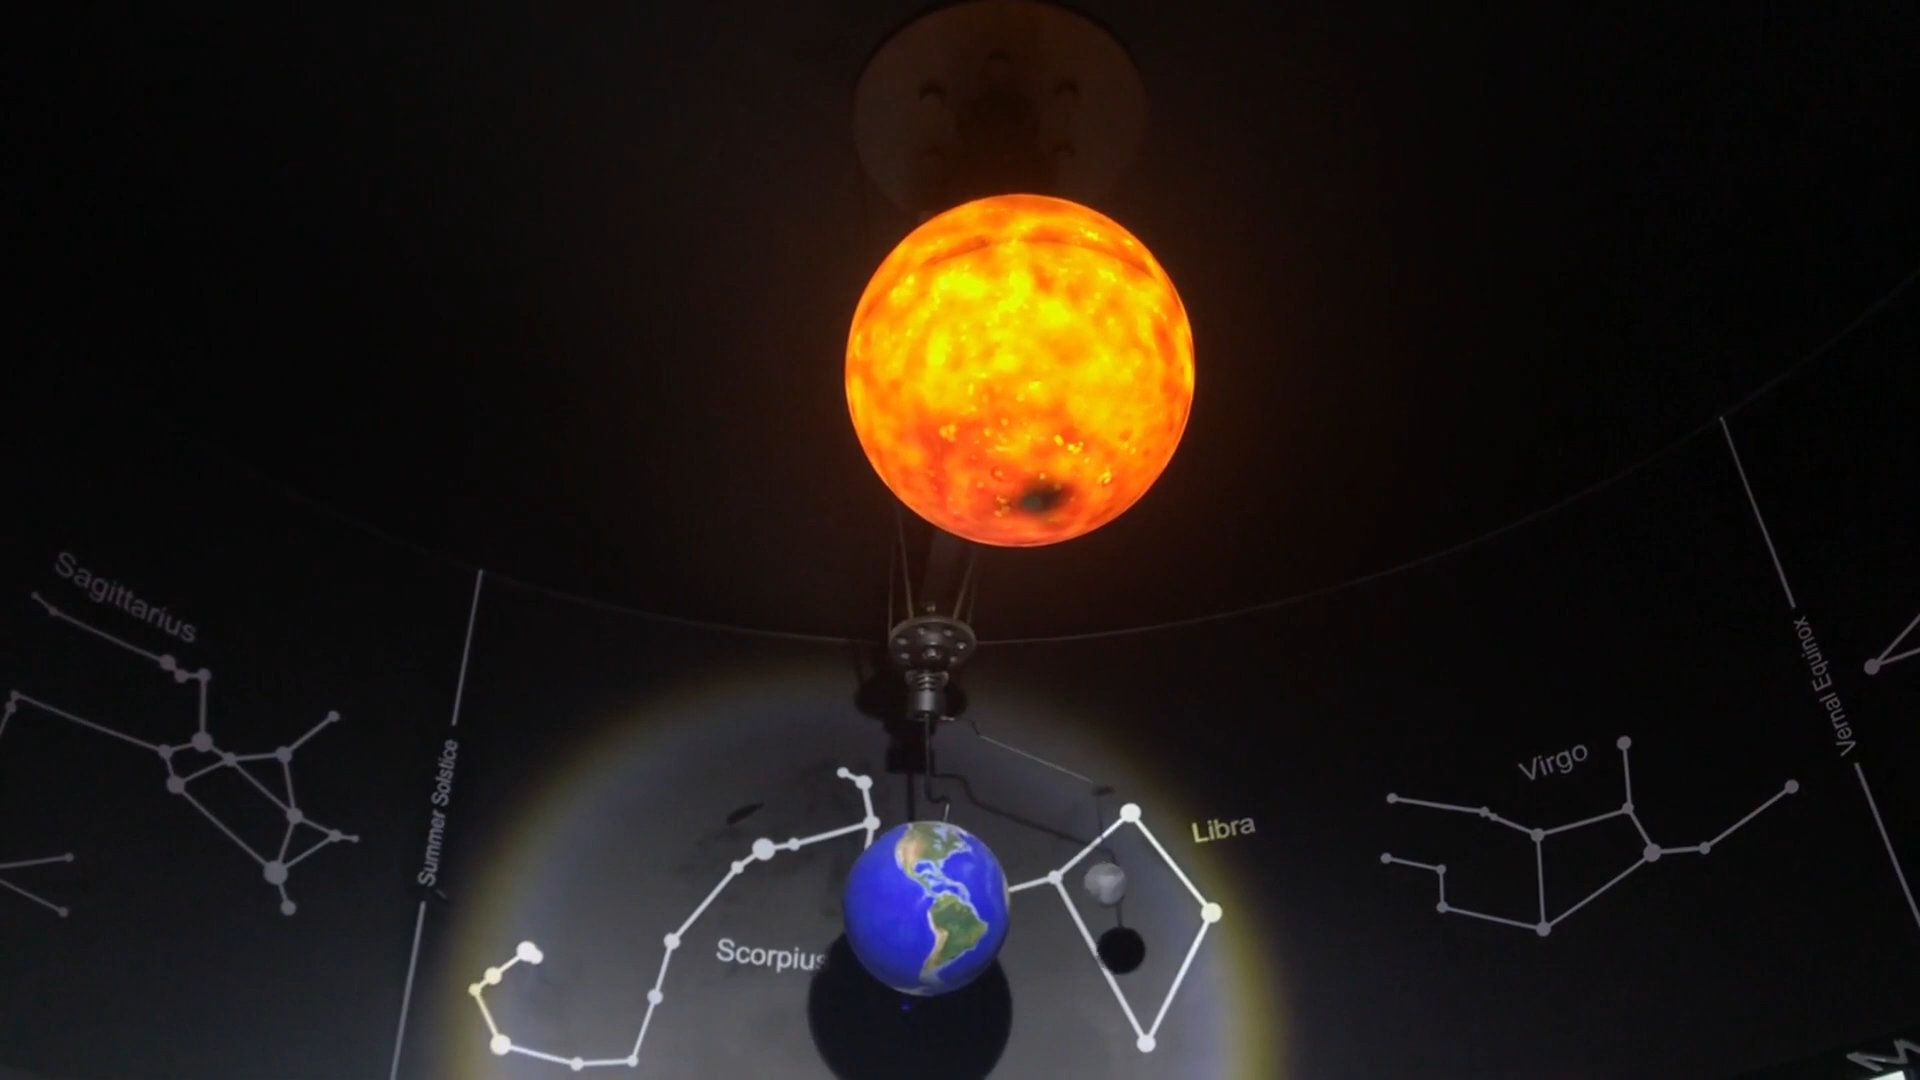 Sagittarius
Summer Solstice
Scorpius
Libra
Virgo
Vernal Equinox